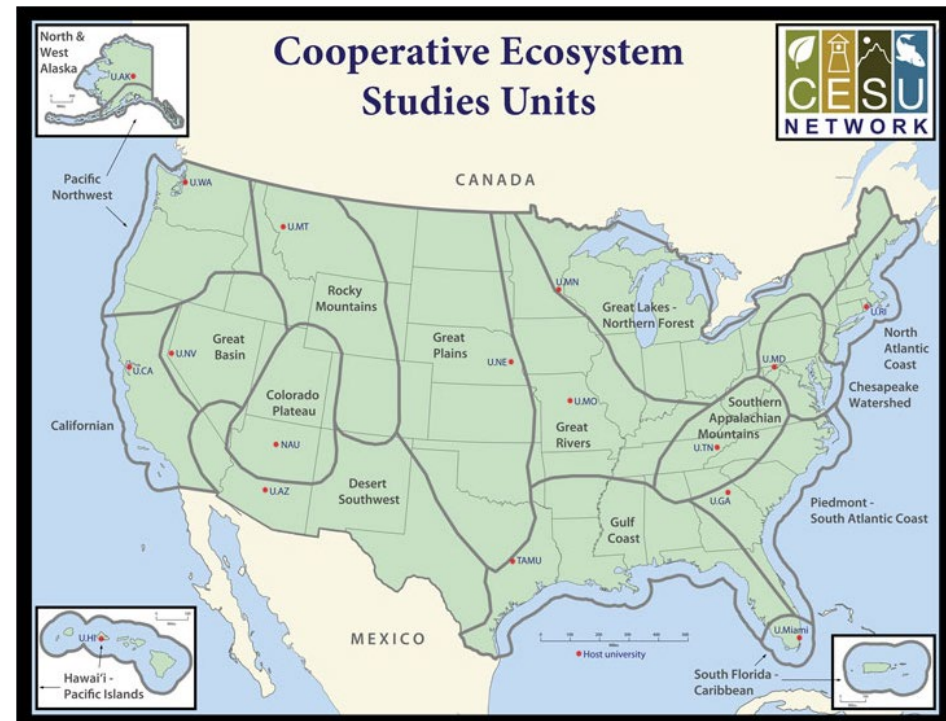 Cooperative Ecosystem
Studies Units
CESU
NETWORK
North &
West
Alaska
U.AK
Pacific
Northwest
CANADA
U.WA
U.MT
Rocky
Mountains
Great
Basin
U.NV
U.CA
Californian
Colorado
Plateau
NAU
U.AZ
Desert
Southwest
Great
Plains
U.NE
U.MN
Great Lakes -
Northern Forest
U.MO
Great
Rivers
U.RI
North
Atlantic
Coast
U.MD
Chesapeake
Watershed
Southern
Appalachian
Mountains
U.TN
U.GA
Piedmont -
South Atlantic Coast
Gulf
Coast
TAMU
MEXICO
U.Miami
South Florida -
Caribbean
U.HI
Hawai'i -
Pacific Islands
Host university